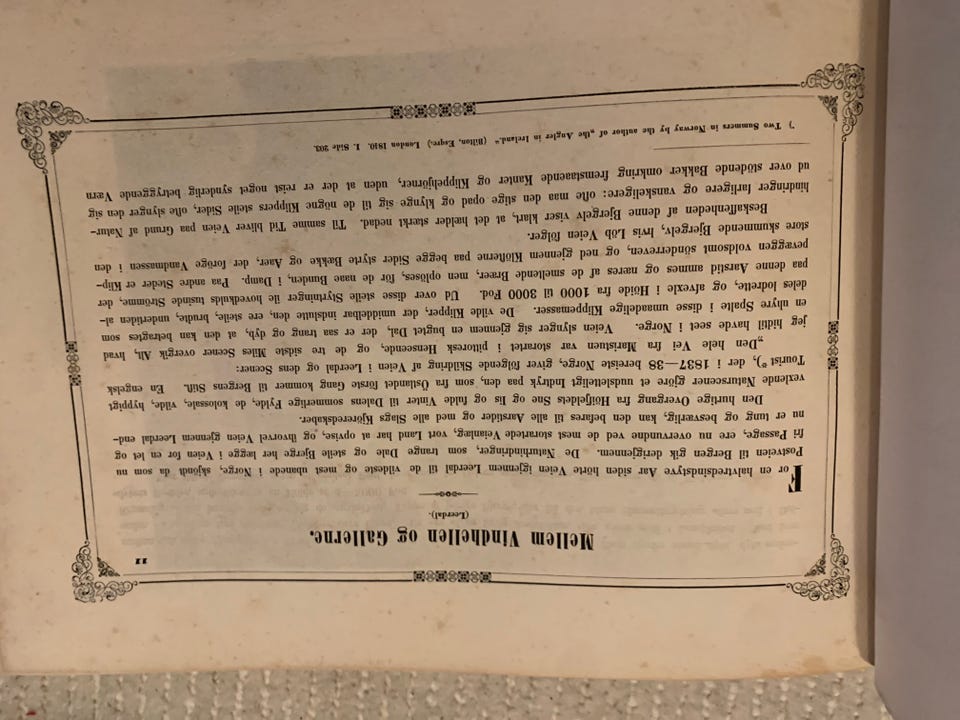 11
Mellem Vindhellen og Gallerne.
(Leerdal).
For en halvtredsindstyve Aar siden hörte Veien igjennem Leerdal til de vildeste og mest ubanede i Norge, skjöndt da som nu
Postveien til Bergen gik derigjennem. De Naturhindringer, som trange Dale og steile Bjerge her lægge i Veien for en let og
fri Passage, ere nu overvundne ved de mest storartede Veianlæg, vort Land har at opvise, og ihvorvel Veien gjennem Leerdal end-
nu er tung og besværlig, kan den befares til alle Aarstider og med alle Slags Kjöreredskaber.
Den hurtige Overgang fra Höifjeldets Sne og Iis og fulde Vinter til Dalens sommerlige Fylde, de kolossale, vilde, hyppigt
vexlende Naturscener gjöre et uudsletteligt Indtryk paa den, som fra Östlandet förste Gang kommer til Bergens Stift. En engelsk
Tourist *), der i 1837—38 bereiste Norge, giver fölgende Skildring af Veien i Leerdal og dens Scener:
„Den hele Vei fra Maristuen var storartet i pittoresk Henseende, og de tre sidste Miles Scener overgik Alt, hvad
jeg hidtil havde seet i Norge. Veien slynger sig gjennem en bugtet Dal, der er saa trang og dyb, at den kan betragtes som
en uhyre Spalte i disse umaadelige Klippemasser. De vilde Klipper, der umiddelbar indslutte den, ere steile, brudte, undertiden al-
deles lodrette, og afvexle i Höide fra 1000 til 3000 Fod. Ud over disse steile Styrtninger ile hovedkulds tusinde Strömme, der
paa denne Aarstid ammes og næres af de smeltende Bræer, men oplöses, för de naae Bunden, i Damp. Paa andre Steder er Klip-
pevæggen voldsomt sönderreven, og ned gjennem Klöfterne paa begge Sider styrte Bække og Aaer, der foröge Vandmassen i den
store skummende Bjergelv, hvis Löb Veien fölger.
Beskaffenheden af denne Bjergelv viser klart, at det hælder stærkt nedad. Til samme Tid bliver Veien paa Grund af Natur-
hindringer farligere og vanskeligere: ofte maa den stige opad og klynge sig til de nögne Klippers steile Sider, ofte slynger den sig
ud over stödende Bakker omkring fremstaaende Kanter og Klippehjörner, uden at der er reist noget synderlig betryggende Værn
*) Two Summers in Norway by the author of „the Angler in Ireland." (Bilton, Esqre.) London 1840. I. Side 203.